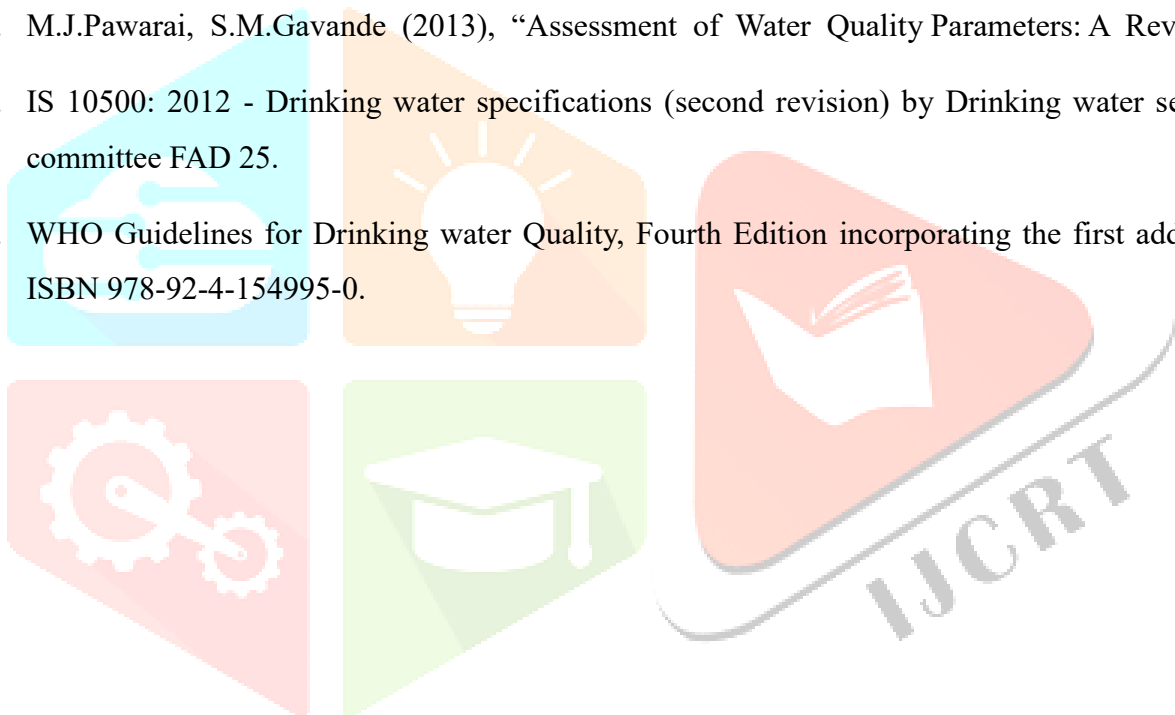 M.J.Pawarai, S.M.Gavande (2013), “Assessment of Water Quality Parameters: A Rev
IS 10500: 2012 - Drinking water specifications (second revision) by Drinking water se
committee FAD 25.
WHO Guidelines for Drinking water Quality, Fourth Edition incorporating the first add
ISBN 978-92-4-154995-0.
IJCRT